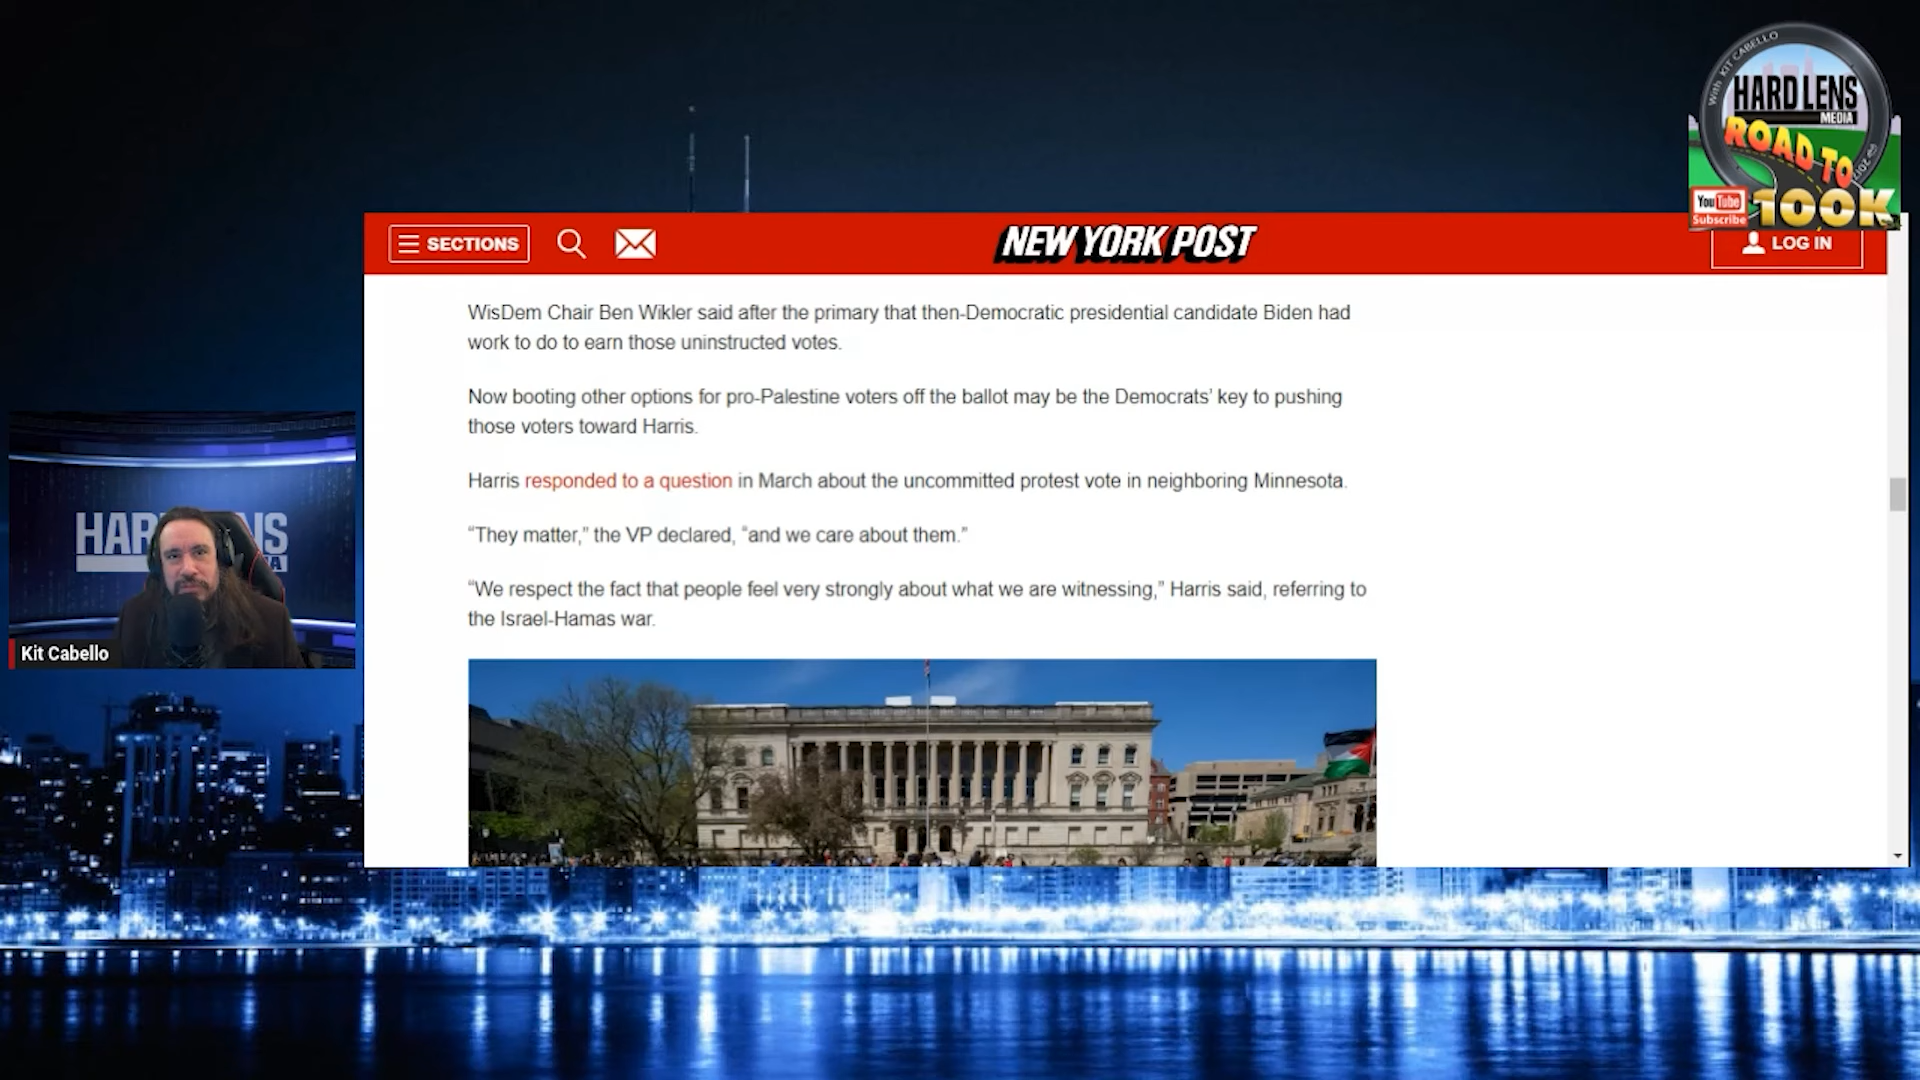 With KIT CABELLO
HARD LENS
MEDIA
ROAD TO
100K
YouTube
Subscribe
SECTIONS
NEW YORK POST
LOG IN
WisDem Chair Ben Wikler said after the primary that then-Democratic presidential candidate Biden had
work to do to earn those uninstructed votes.
Now booting other options for pro-Palestine voters off the ballot may be the Democrats’ key to pushing
those voters toward Harris.
Harris responded to a question in March about the uncommitted protest vote in neighboring Minnesota.
“They matter,” the VP declared, “and we care about them.”
“We respect the fact that people feel very strongly about what we are witnessing,” Harris said, referring to
the Israel-Hamas war.
Kit Cabello